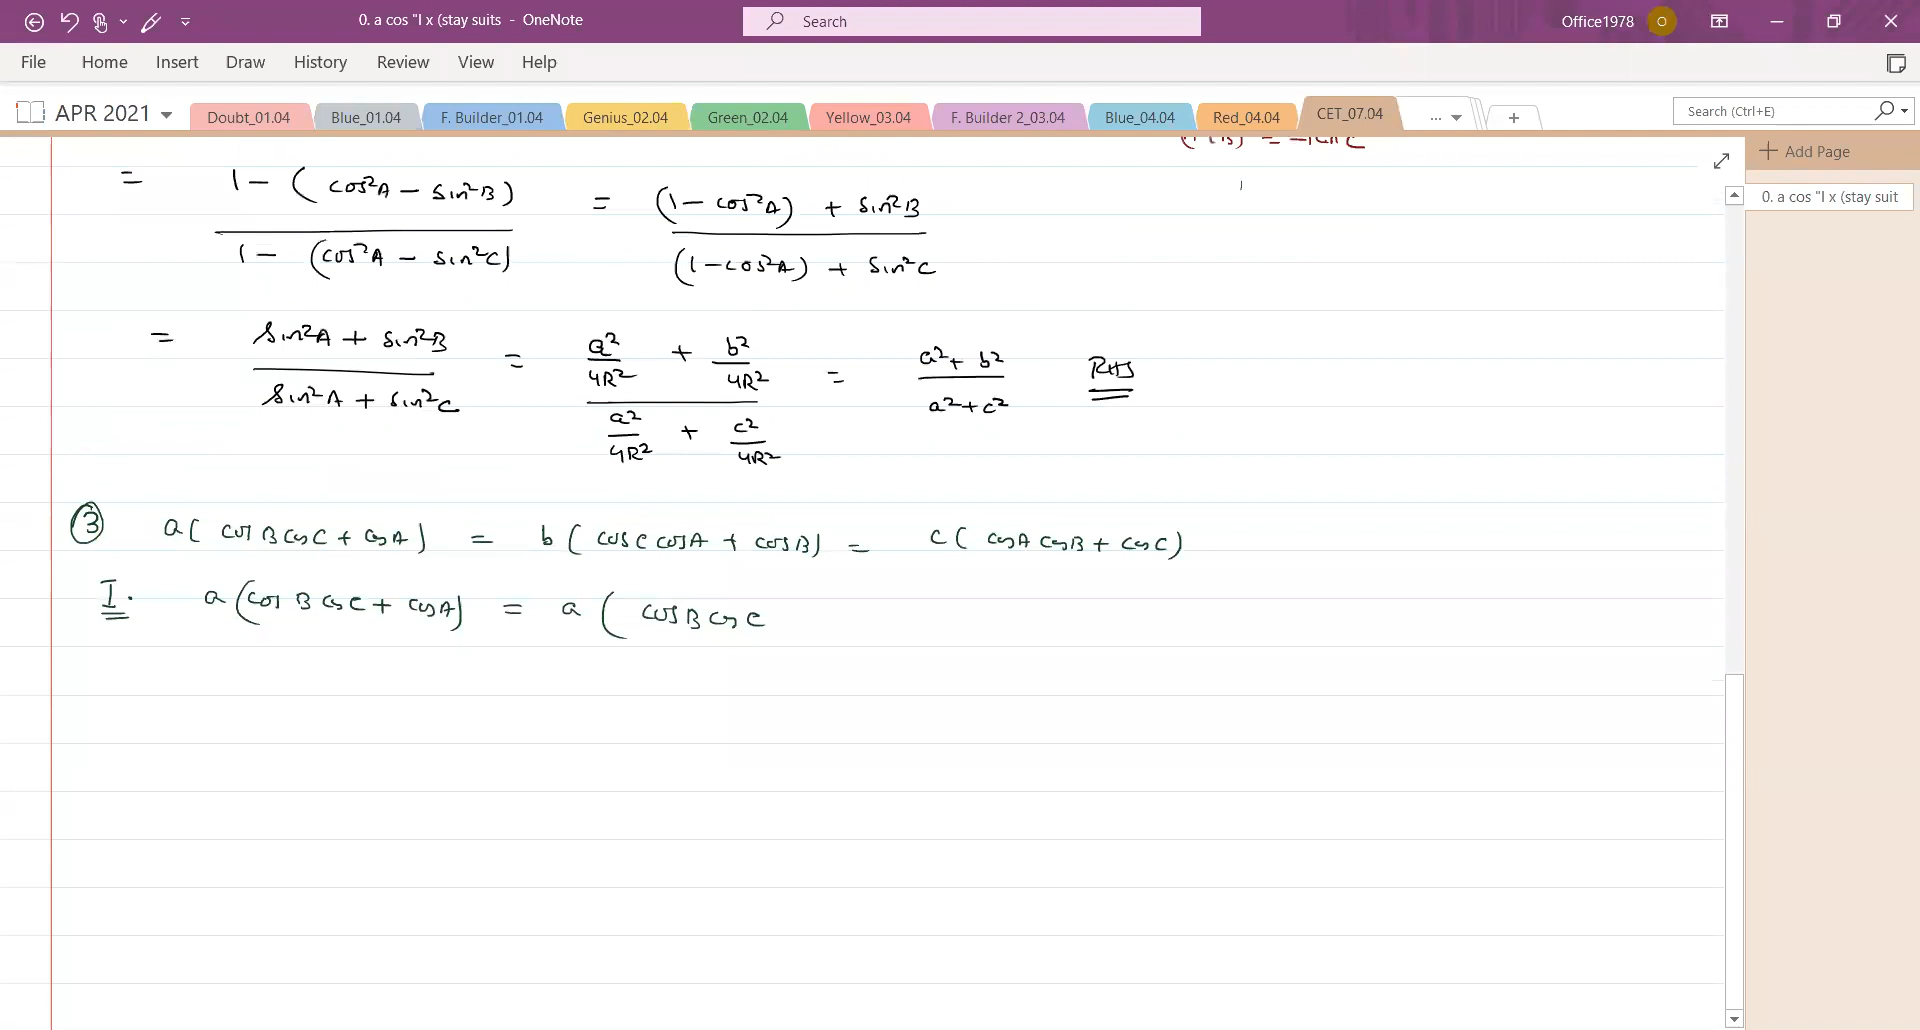 0. a cos "I x (stay suits - OneNote
Search
Office1978
O
File Home Insert Draw History Review View Help
APR 2021
Doubt_01.04 Blue_01.04 F. Builder_01.04 Genius_02.04 Green_02.04 Yellow_03.04 F. Builder 2_03.04 Blue_04.04 Red_04.04 CET_07.04 ... +
Search (Ctrl+E)
Add Page
0. a cos "I x (stay suit
= 1 - (cos²A - sin²B) / 1 - (cos²A - sin²C) = (1 - cos²A) + sin²B / (1 - cos²A) + sin²C
= sin²A + sin²B / sin²A + sin²C = a²/4R² + b²/4R² / a²/4R² + c²/4R² = a² + b² / a² + c² RHS
③ a( cos B cos C + cos A) = b ( cos C cos A + cos B) = c ( cos A cos B + cos C)
I. a (cos B cos C + cos A) = a ( cos B cos C